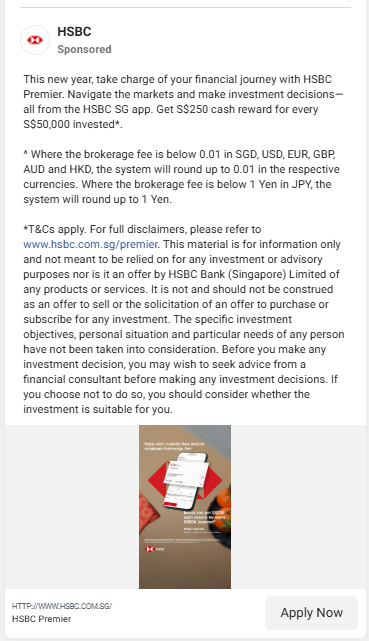 HSBC
Sponsored
This new year, take charge of your financial journey with HSBC
Premier. Navigate the markets and make investment decisions—
all from the HSBC SG app. Get S$250 cash reward for every
S$50,000 invested*.
^ Where the brokerage fee is below 0.01 in SGD, USD, EUR, GBP,
AUD and HKD, the system will round up to 0.01 in the respective
currencies. Where the brokerage fee is below 1 Yen in JPY, the
system will round up to 1 Yen.
*T&Cs apply. For full disclaimers, please refer to
www.hsbc.com.sg/premier. This material is for information only
and not meant to be relied on for any investment or advisory
purposes nor is it an offer by HSBC Bank (Singapore) Limited of
any products or services. It is not and should not be construed
as an offer to sell or the solicitation of an offer to purchase or
subscribe for any investment. The specific investment
objectives, personal situation and particular needs of any person
have not been taken into consideration. Before you make any
investment decision, you may wish to seek advice from a
financial consultant before making any investment decisions. If
you choose not to do so, you should consider whether the
investment is suitable for you.
HSBC
HTTP://WWW.HSBC.COM.SG/
HSBC Premier
Apply Now